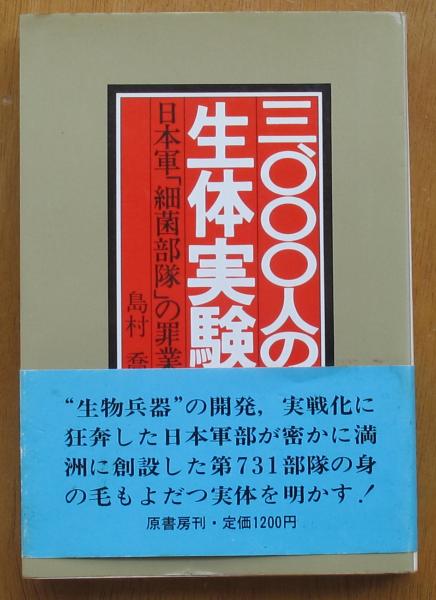 三、〇〇〇人の
生体実験
日本軍「細菌部隊」の罪業
島村 喬
“生物兵器”の開発，実戦化に
狂奔した日本軍部が密かに満
洲に創設した第731部隊の身
の毛もよだつ実体を明かす！
原書房刊・定価1200円